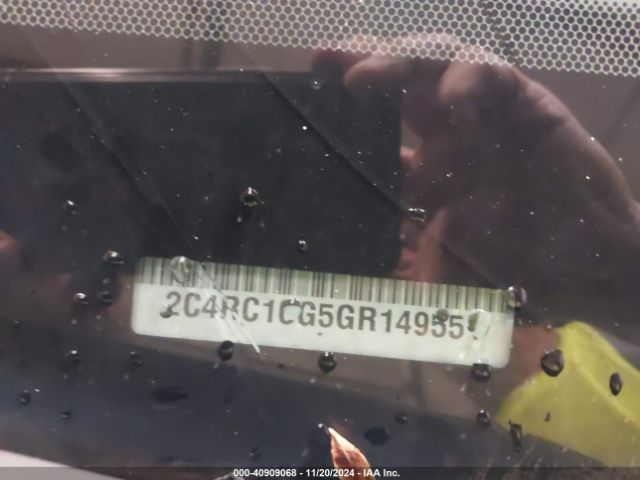 2C4RC1CG5GR14955
000-40909068 - 11/20/2024 - IAA Inc.